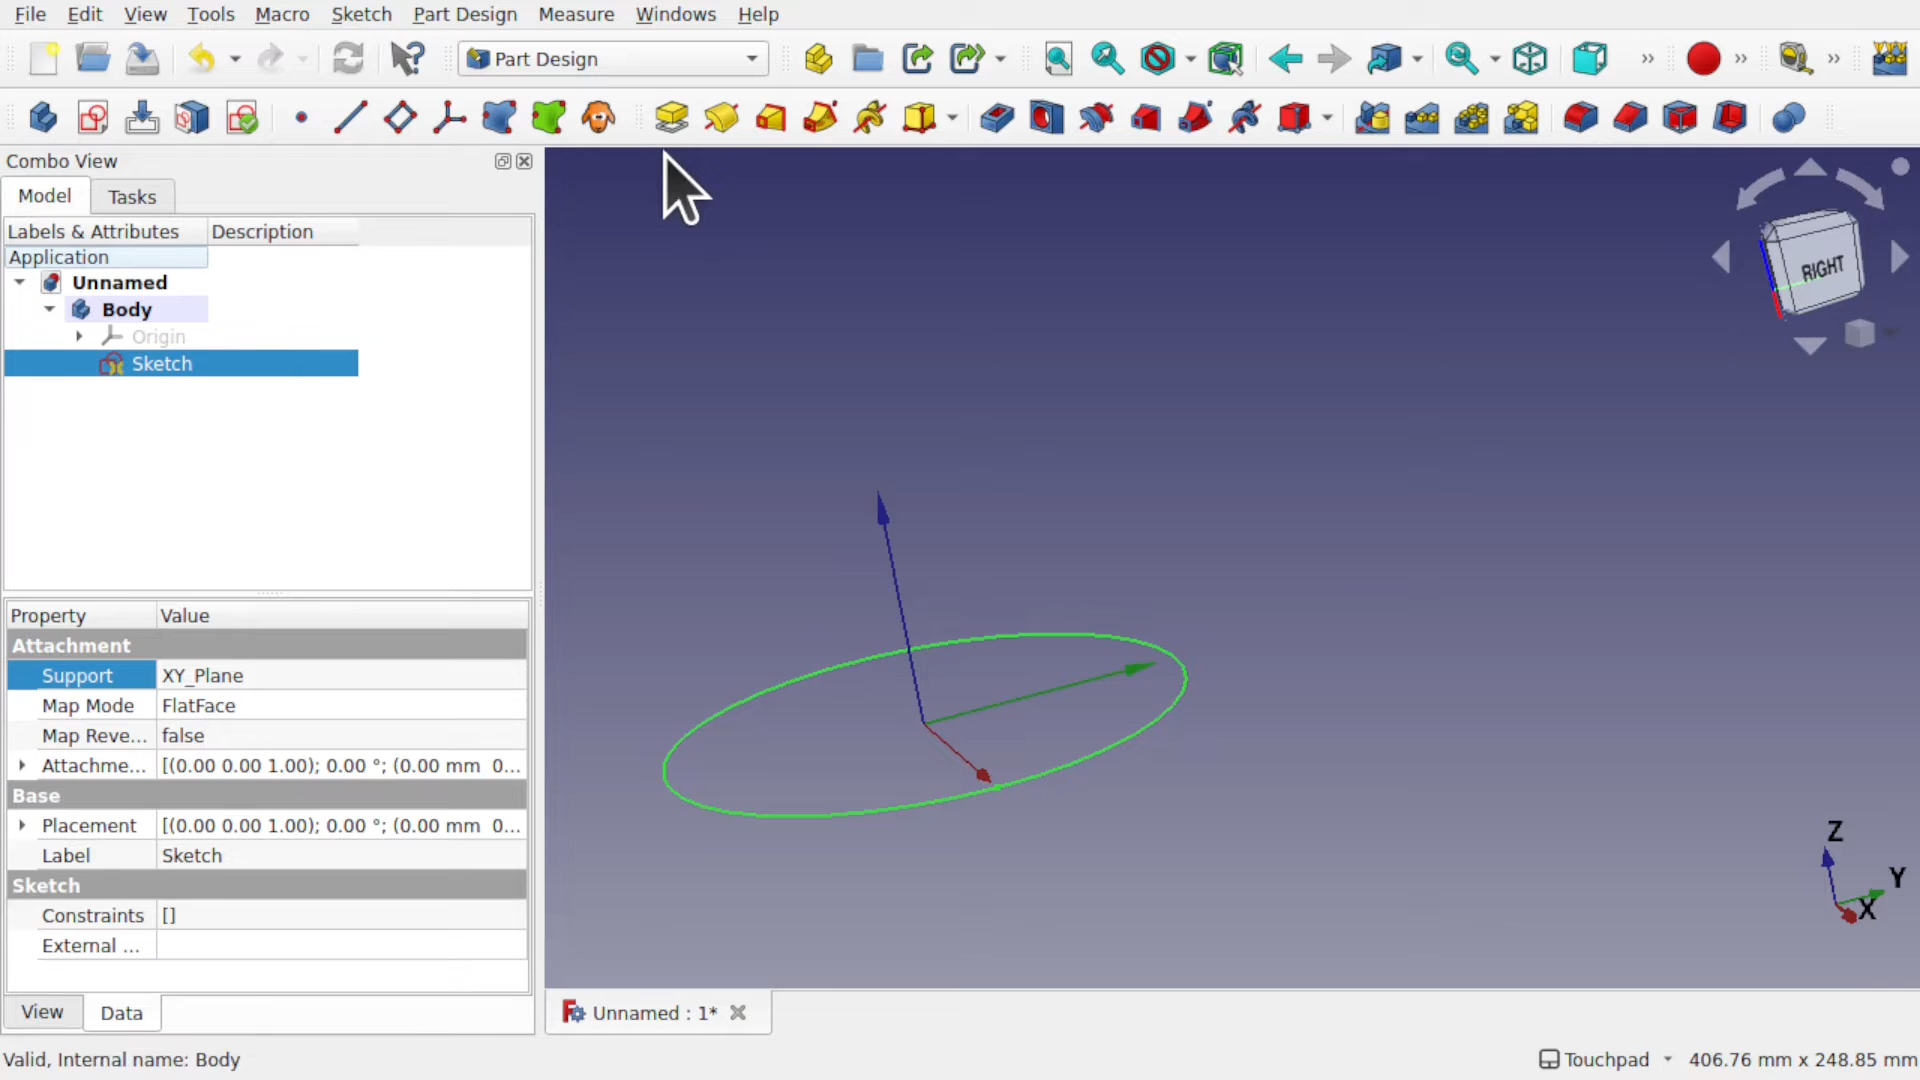 File Edit View Tools Macro Sketch Part Design Measure Windows Help
Part Design
Combo View
Model Tasks
Labels & Attributes Description
Application
Unnamed
Body
Origin
Sketch
Property Value
Attachment
Support XY_Plane
Map Mode FlatFace
Map Reve... false
Attachme... [(0.00 0.00 1.00); 0.00 °; (0.00 mm 0...
Base
Placement [(0.00 0.00 1.00); 0.00 °; (0.00 mm 0...
Label Sketch
Sketch
Constraints []
External ...
View Data
RIGHT
Z
Y
X
Unnamed : 1*
Valid, Internal name: Body
Touchpad 406.76 mm x 248.85 mm